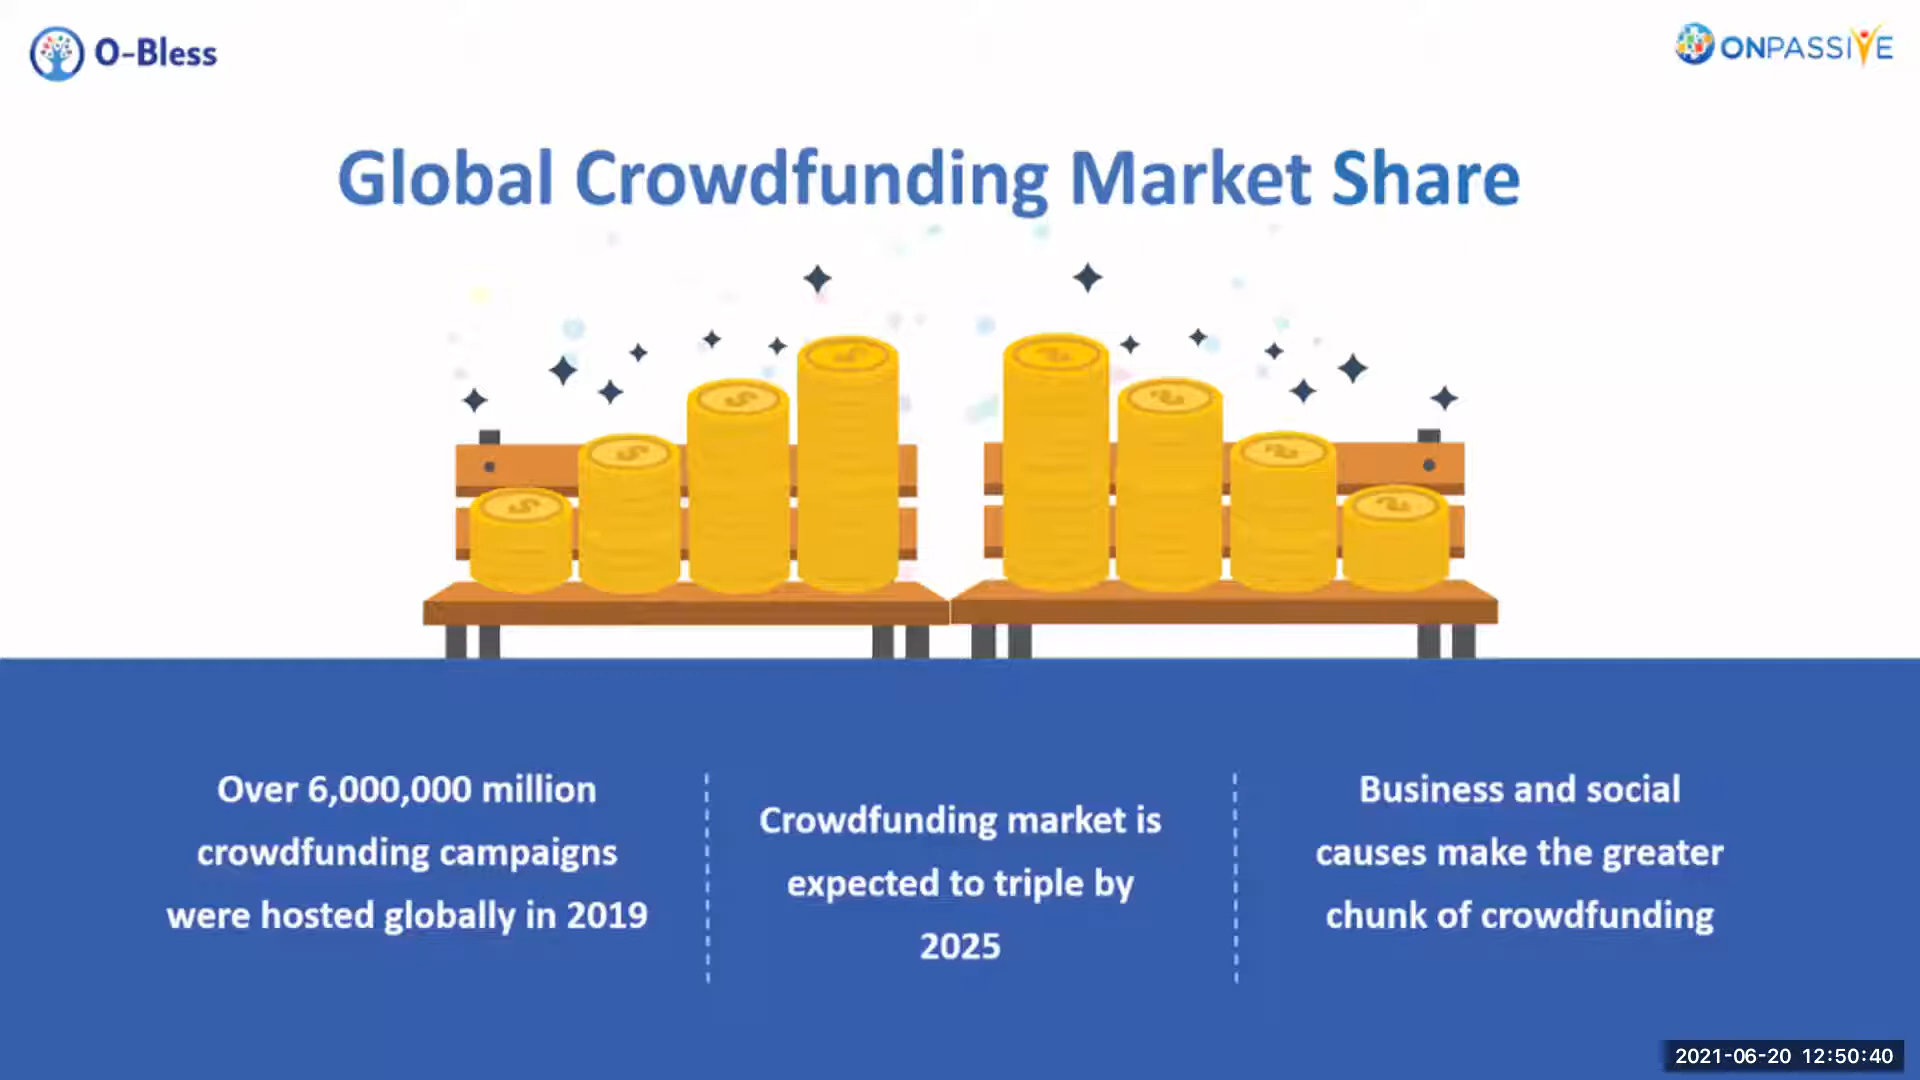 O-Bless
ONPASSIVE
Global Crowdfunding Market Share
Over 6,000,000 million
crowdfunding campaigns
were hosted globally in 2019
Crowdfunding market is
expected to triple by
2025
Business and social
causes make the greater
chunk of crowdfunding
2021-06-20 12:50:40